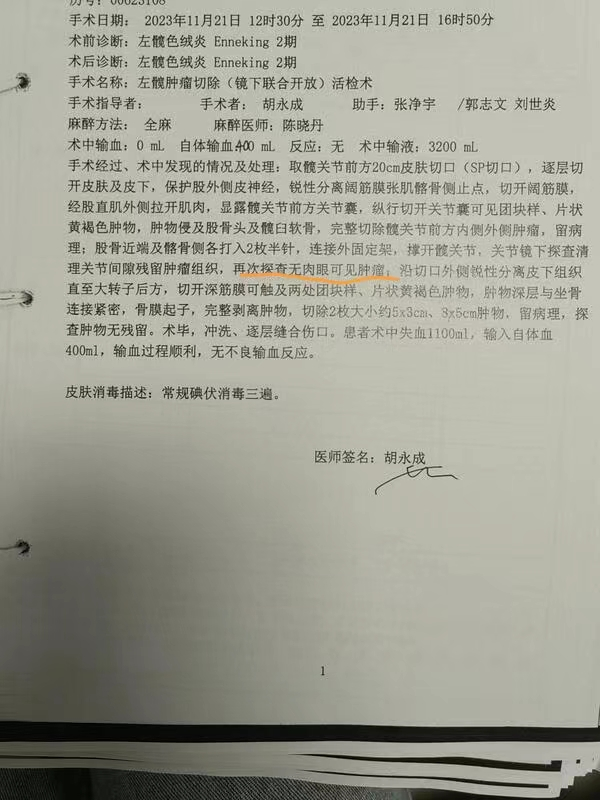 历号：00623108
手术日期： 2023年11月21日 12时30分 至 2023年11月21日 16时50分
术前诊断：左髋色绒炎 Enneking 2期
术后诊断：左髋色绒炎 Enneking 2期
手术名称：左髋肿瘤切除（镜下联合开放）活检术
手术指导者： 手术者： 胡永成 助手：张净宇 /郭志文 刘世炎
麻醉方法： 全麻 麻醉医师：陈晓丹
术中输血：0 mL 自体输血400 mL 反应：无 术中输液：3200 mL
手术经过、术中发现的情况及处理：取髋关节前方20cm皮肤切口（SP切口），逐层切
开皮肤及皮下，保护股外侧皮神经，锐性分离阔筋膜张肌髂骨侧止点，切开阔筋膜，
经股直肌外侧拉开肌肉，显露髋关节前方关节囊，纵行切开关节囊可见团块样、片状
黄褐色肿物，肿物侵及股骨头及髋臼软骨，完整切除髋关节前方内侧外侧肿瘤，留病
理；股骨近端及髂骨侧各打入2枚半针，连接外固定架，撑开髋关节，关节镜下探查清
理关节间隙残留肿瘤组织，再次探查无肉眼可见肿瘤；沿切口外侧锐性分离皮下组织
直至大转子后方，切开深筋膜可触及两处团块样、片状黄褐色肿物，肿物深层与坐骨
连接紧密，骨膜起子，完整剥离肿物，切除2枚大小约5x3cm、8x5cm肿物，留病理，探
查肿物无残留。术毕，冲洗、逐层缝合伤口。患者术中失血1100ml，输入自体血
400ml，输血过程顺利，无不良输血反应。
皮肤消毒描述：常规碘伏消毒三遍。
医师签名：胡永成
1